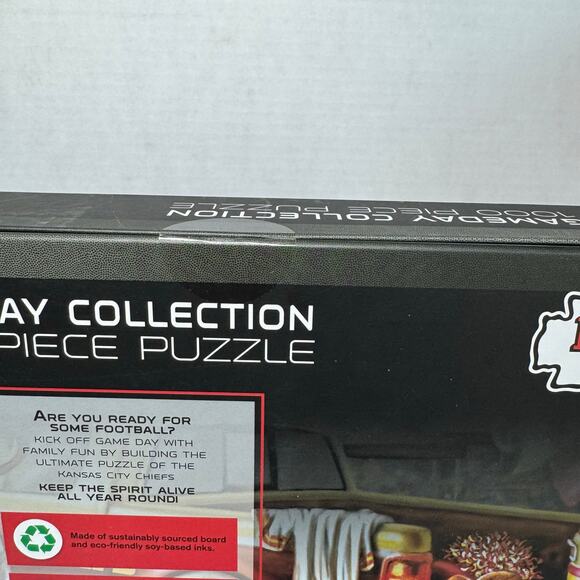 GAMEDAY COLLECTION
1000 PIECE PUZZLE
AY COLLECTION
PIECE PUZZLE
ARE YOU READY FOR
SOME FOOTBALL?
KICK OFF GAME DAY WITH
FAMILY FUN BY BUILDING THE
ULTIMATE PUZZLE OF THE
KANSAS CITY CHIEFS
KEEP THE SPIRIT ALIVE
ALL YEAR ROUND!
Made of sustainably sourced board
and eco-friendly soy-based inks.